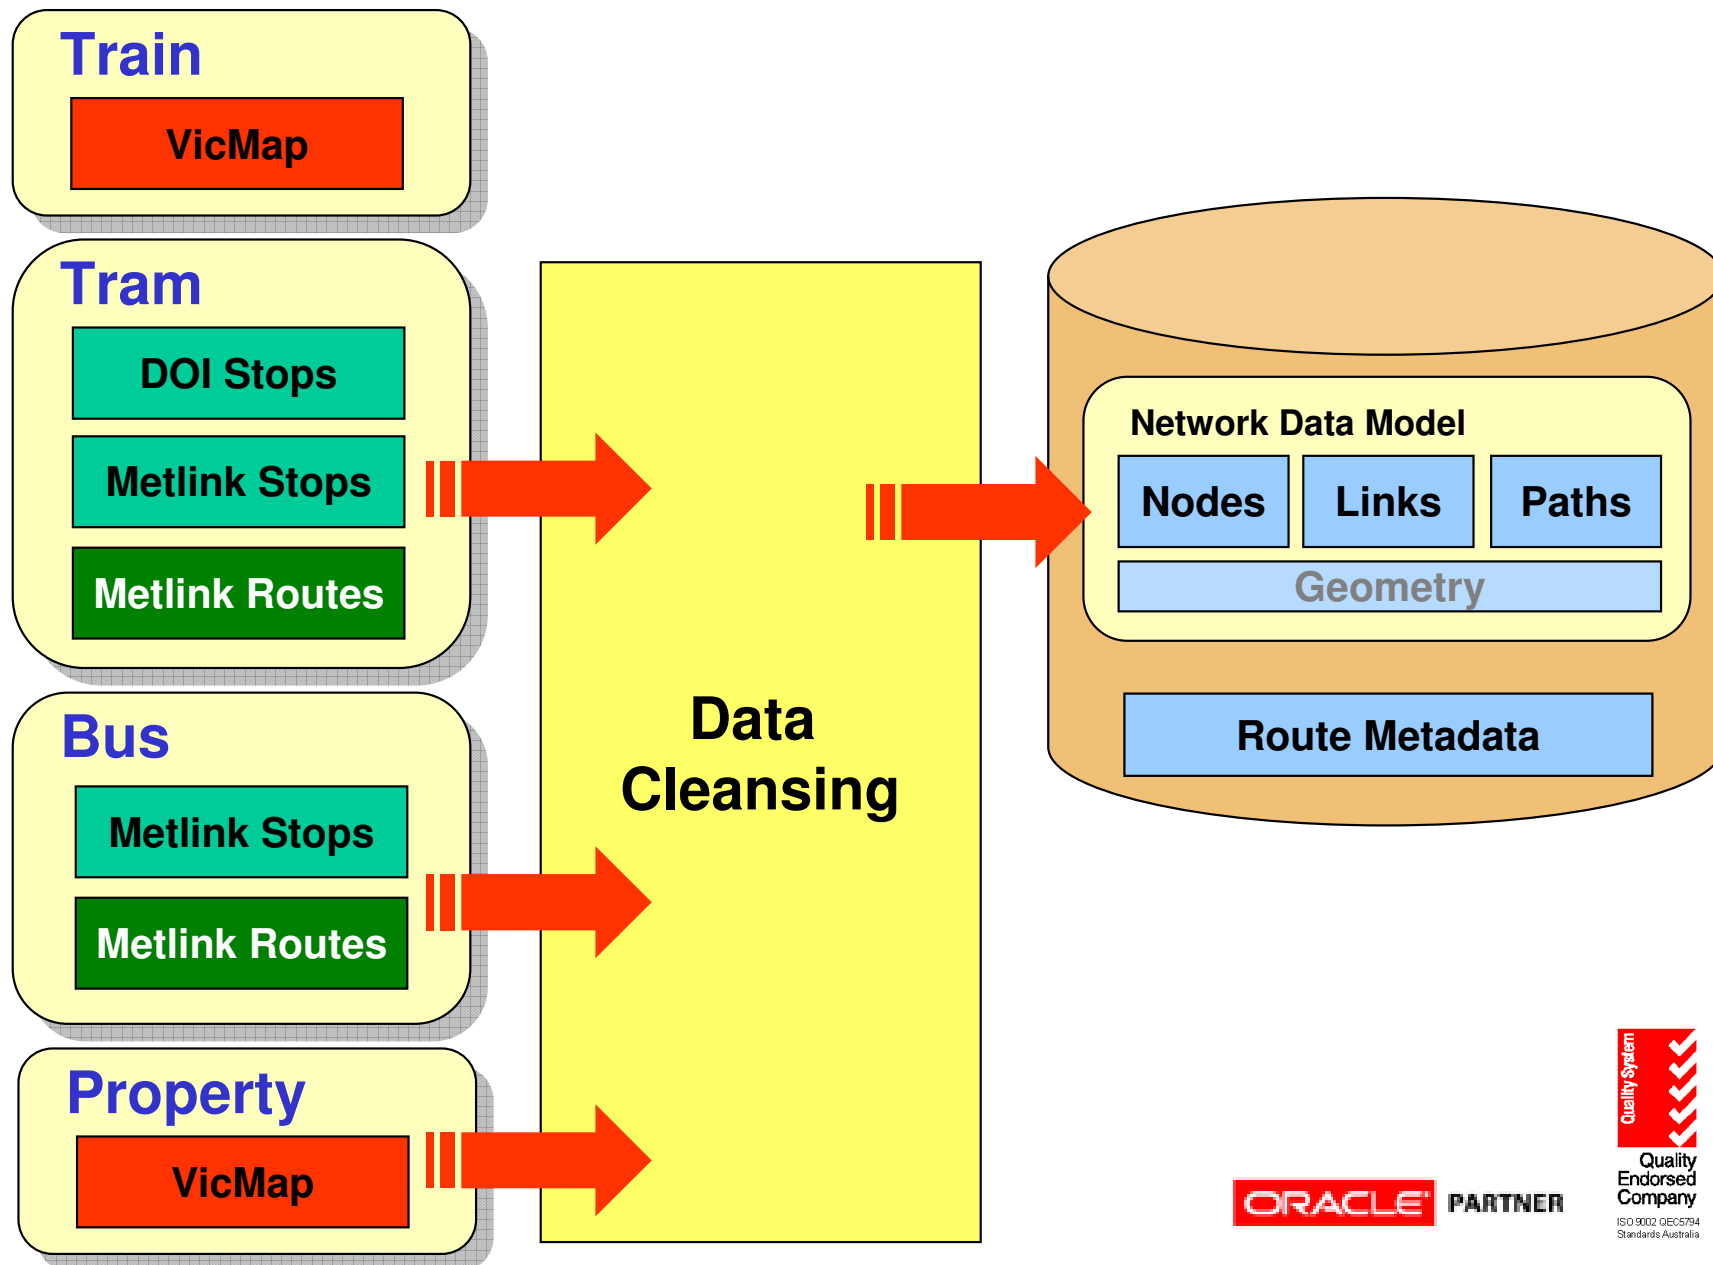 Train
VicMap
Tram
DOI Stops
Metlink Stops
Metlink Routes
Bus
Metlink Stops
Metlink Routes
Property
VicMap
Data
Cleansing
Network Data Model
Nodes
Links
Paths
Geometry
Route Metadata
ORACLE PARTNER
Quality System
Quality
Endorsed
Company
ISO 9002 QEC5794
Standards Australia